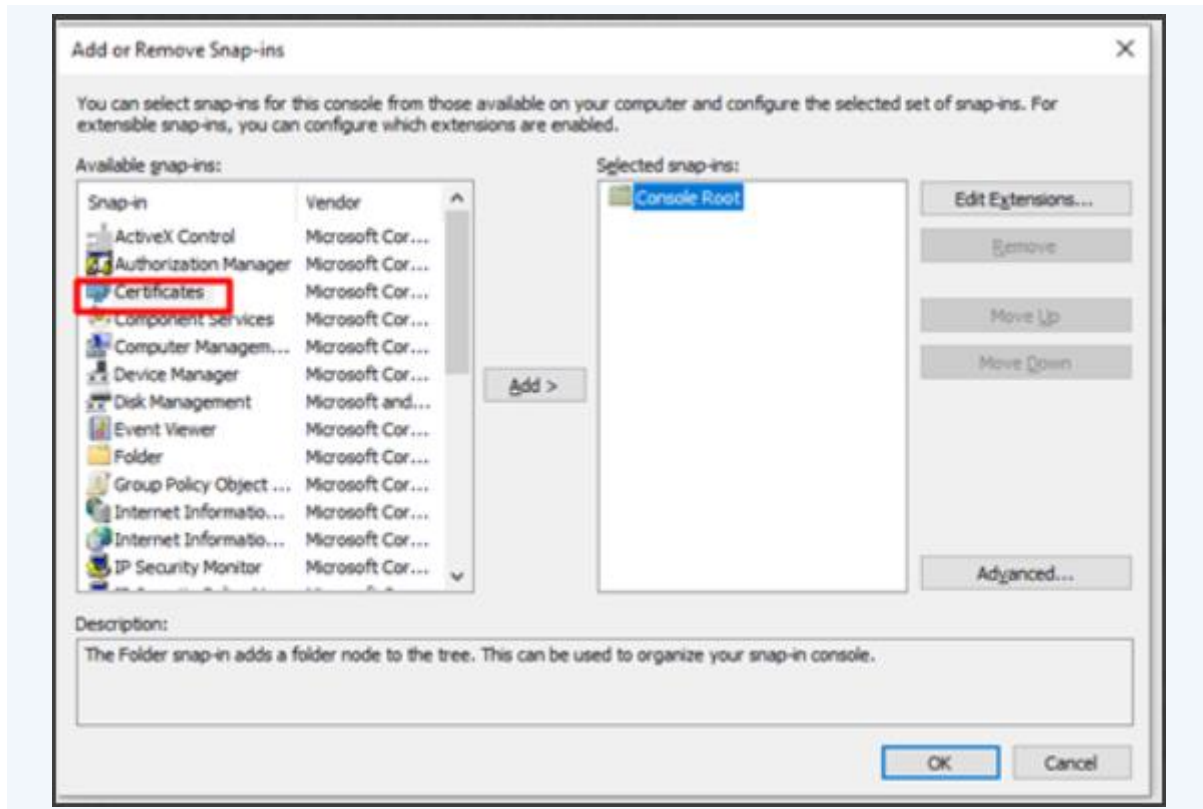 Add or Remove Snap-ins
You can select snap-ins for this console from those available on your computer and configure the selected set of snap-ins. For
extensible snap-ins, you can configure which extensions are enabled.
Available snap-ins:
Selected snap-ins:
Snap-in Vendor
ActiveX Control Microsoft Cor...
Authorization Manager Microsoft Cor...
Certificates Microsoft Cor...
Component Services Microsoft Cor...
Computer Managem... Microsoft Cor...
Device Manager Microsoft Cor...
Disk Management Microsoft and...
Event Viewer Microsoft Cor...
Folder Microsoft Cor...
Group Policy Object ... Microsoft Cor...
Internet Informatio... Microsoft Cor...
Internet Informatio... Microsoft Cor...
IP Security Monitor Microsoft Cor...
Add >
Console Root
Edit Extensions...
Remove
Move Up
Move Down
Advanced...
Description:
The Folder snap-in adds a folder node to the tree. This can be used to organize your snap-in console.
OK Cancel